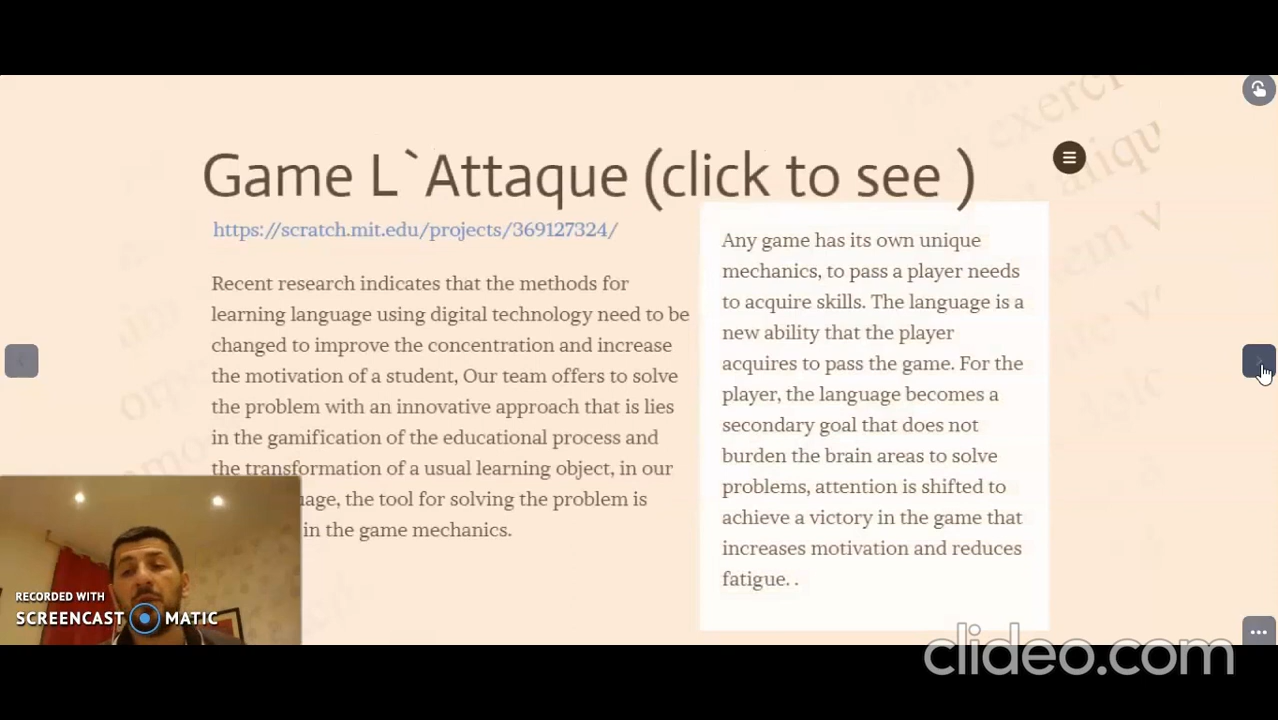 Game L`Attaque (click to see )
https://scratch.mit.edu/projects/369127324/
Recent research indicates that the methods for
learning language using digital technology need to be
changed to improve the concentration and increase
the motivation of a student, Our team offers to solve
the problem with an innovative approach that is lies
in the gamification of the educational process and
the transformation of a usual learning object, in our
the tool for solving the problem is
in the game mechanics.
Any game has its own unique
mechanics, to pass a player needs
to acquire skills. The language is a
new ability that the player
acquires to pass the game. For the
player, the language becomes a
secondary goal that does not
burden the brain areas to solve
problems, attention is shifted to
achieve a victory in the game that
increases motivation and reduces
fatigue. .
RECORDED WITH
SCREENCAST MATIC
clideo.com